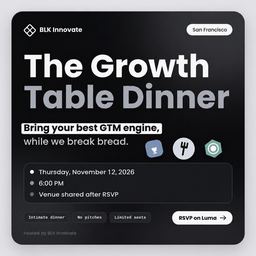 BLK Innovate
San Francisco
The Growth
Table Dinner
Bring your best GTM engine,
while we break bread.
Thursday, November 12, 2026
6:00 PM
Venue shared after RSVP
Intimate dinner
No pitches
Limited seats
RSVP on Luma →
Hosted by BLK Innovate